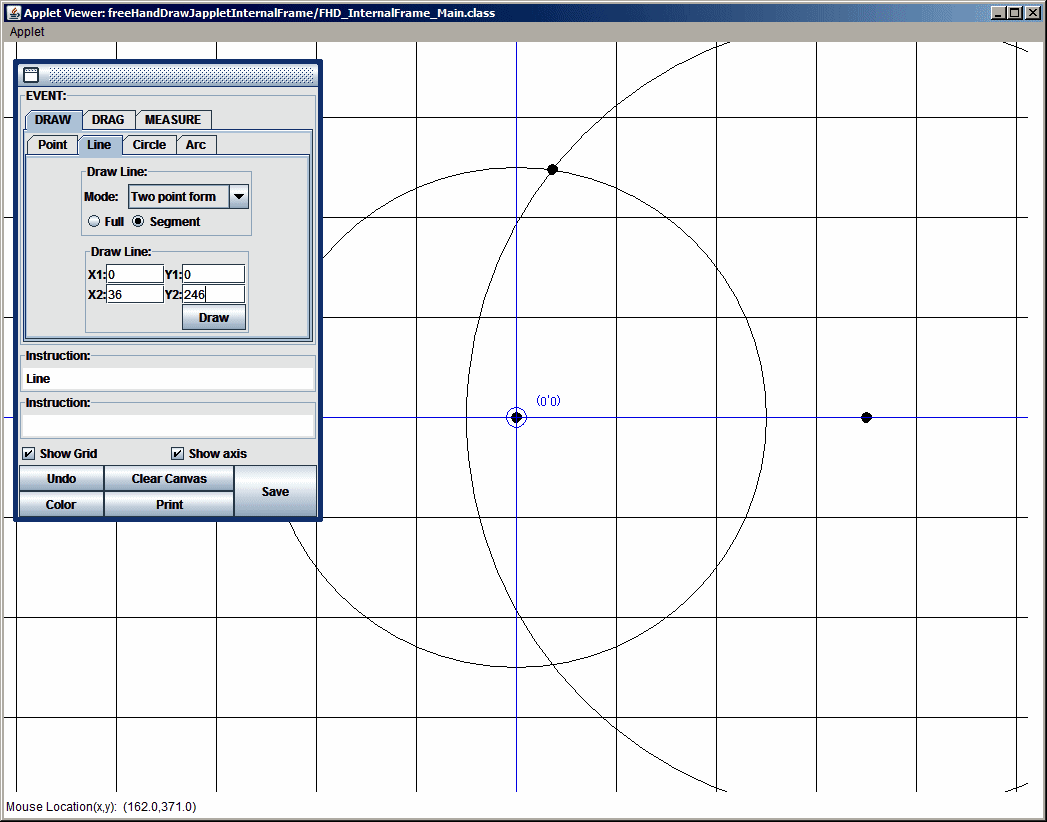 Applet Viewer: freeHandDrawJappletInternalFrame/FHD_InternalFrame_Main.class
Applet
EVENT:
DRAW DRAG MEASURE
Point Line Circle Arc
Draw Line:
Mode: Two point form
Full Segment
Draw Line:
X1: 0 Y1: 0
X2: 36 Y2: 246
Draw
Instruction:
Line
Instruction:
Show Grid Show axis
Undo Clear Canvas Save
Color Print
(0'0)
Mouse Location(x,y): (162.0,371.0)